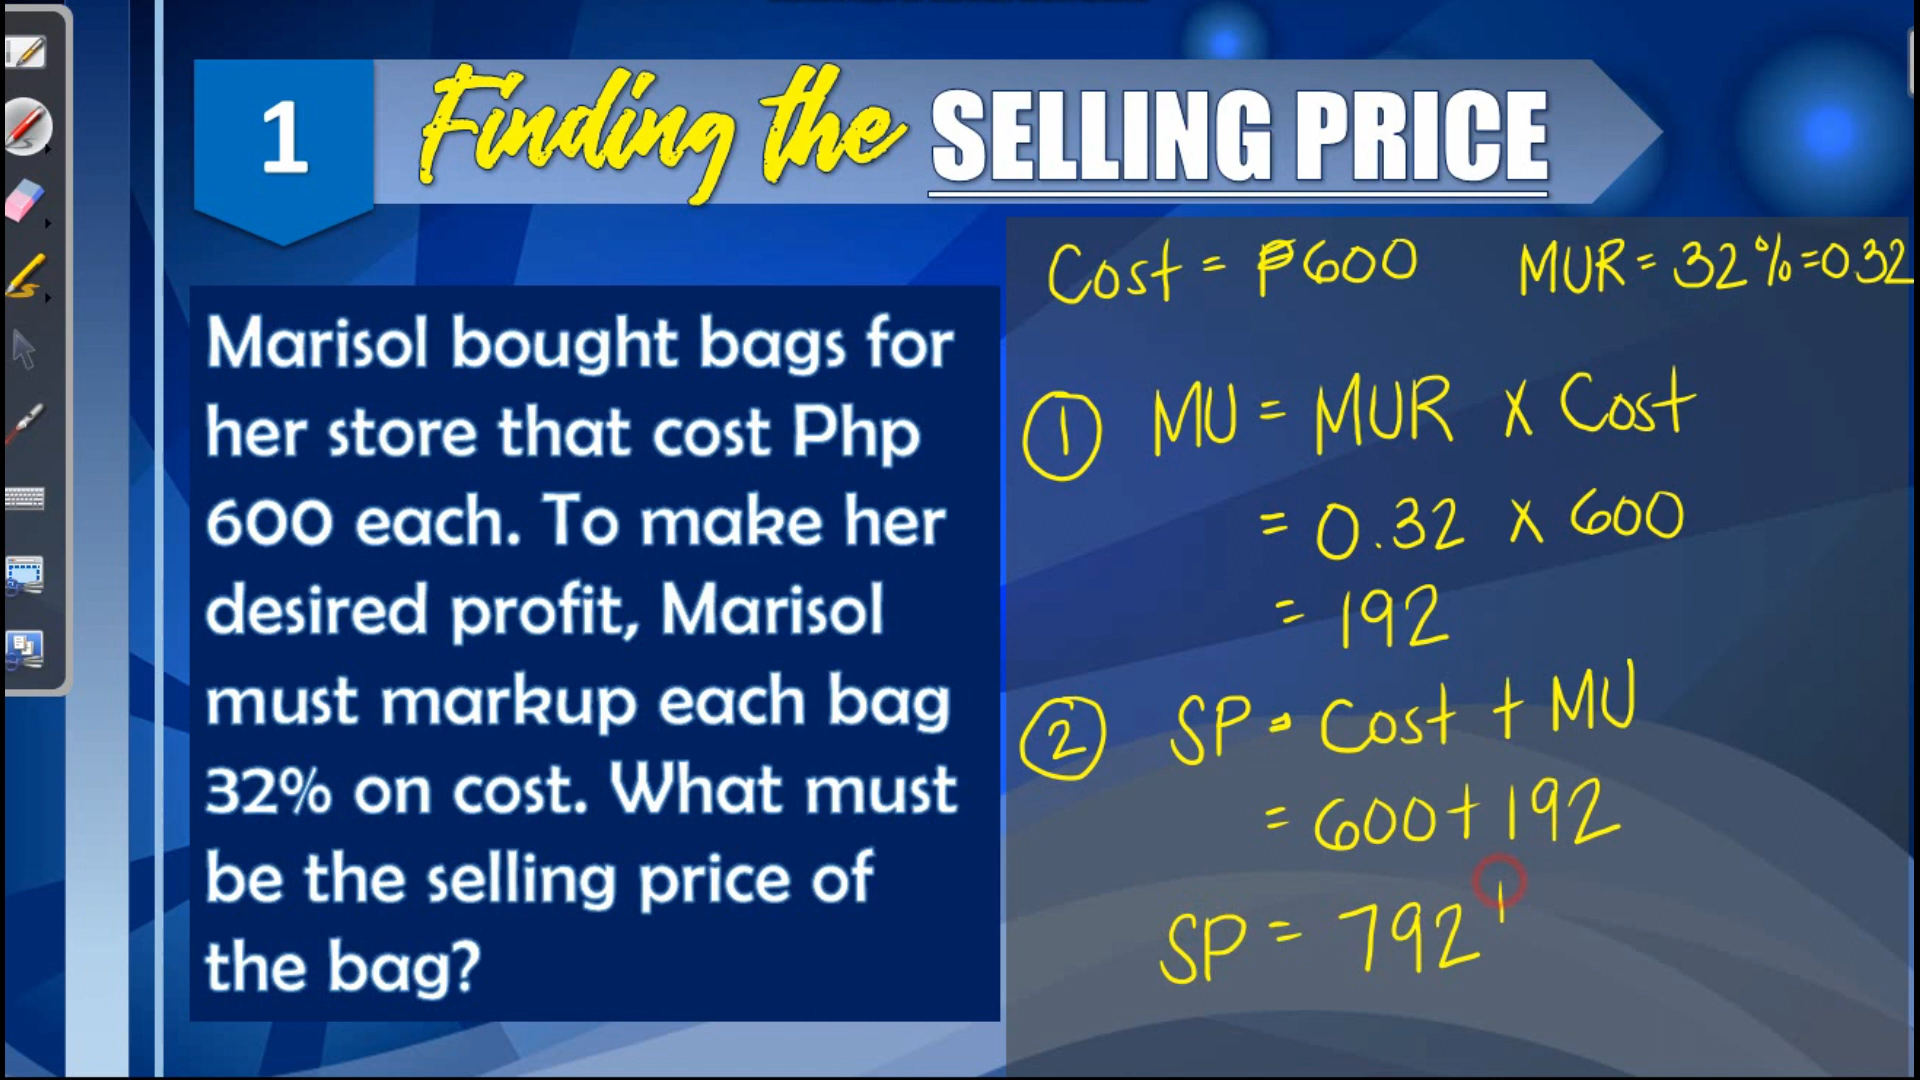 1
Finding the SELLING PRICE
Marisol bought bags for
her store that cost Php
600 each. To make her
desired profit, Marisol
must markup each bag
32% on cost. What must
be the selling price of
the bag?
Cost = ₱600 MUR = 32% = 0.32
① MU = MUR x Cost
= 0.32 x 600
= 192
② SP = Cost + MU
= 600 + 192
SP = 792